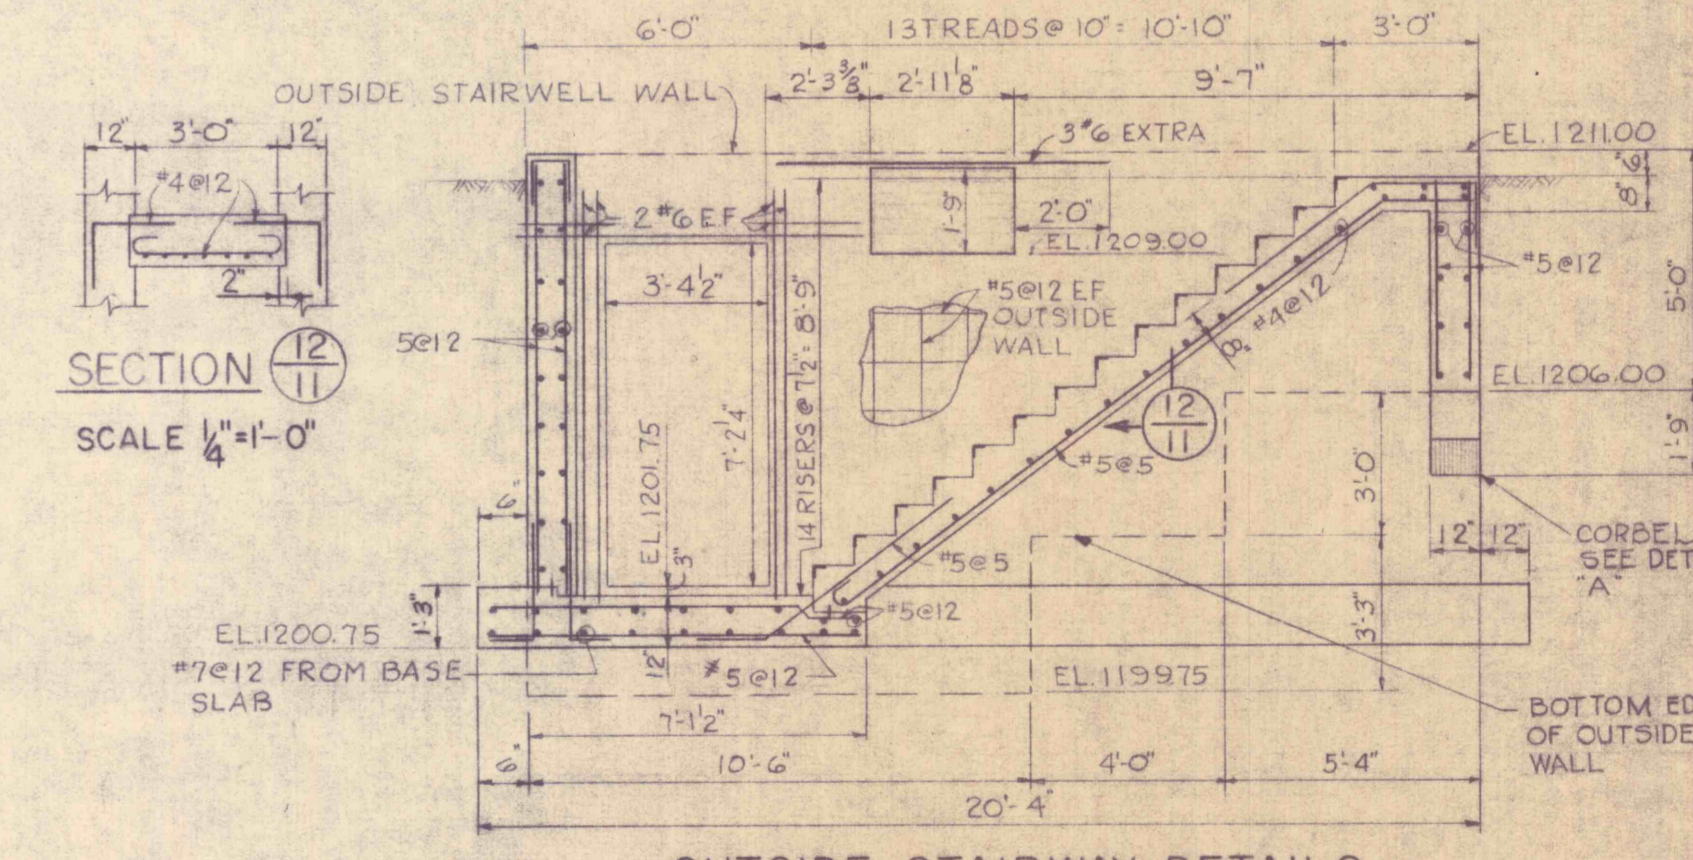 6'-0"
13 TREADS @ 10" = 10'-10"
3'-0"
2'-3 3/8"
2'-11 1/8"
9'-7"
OUTSIDE STAIRWELL WALL
12"
3'-0"
12"
3 #6 EXTRA
EL. 1211.00
6"
8"
#4@12
2 #6 EF
1'-9"
2'-0"
EL. 1209.00
2"
3'-4 1/2"
#5@12 EF
OUTSIDE
WALL
#4@12
#5@12
5'-0"
5@12
SECTION 12
11
8"
SCALE 1/4"=1'-0"
14 RISERS @ 7 1/2" = 8'-9"
EL. 1206.00
12
11
7'-2 1/4"
EL. 1201.75
#5@5
3'-0"
1'-9"
6"
3"
#5@5
12"
12"
CORBEL
SEE DET
"A"
1'-3"
#5@12
EL. 1200.75
3'-3"
#7@12 FROM BASE
SLAB
12"
#5@12
EL. 1199.75
7'-1 1/2"
BOTTOM ED
OF OUTSIDE
WALL
6"
10'-6"
4'-0"
5'-4"
20'-4"
OUTSIDE STAIRWAY DETAILS